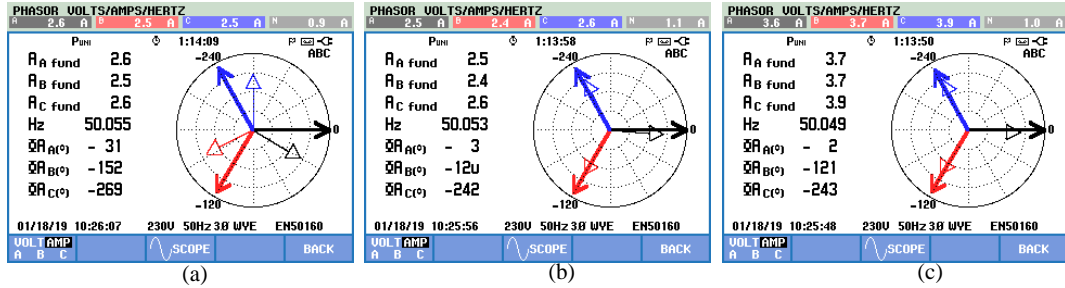 PHASOR VOLTS/AMPS/HERTZ
A 2.6 A B 2.5 A C 2.5 A N 0.9 A
PUNI 1:14:09
ABC
AA fund 2.6
AB fund 2.5
AC fund 2.6
Hz 50.055
ΦAA(°) - 31
ΦAB(°) -152
ΦAC(°) -269
-240
0
-120
01/18/19 10:26:07 230V 50Hz 3Ø WYE EN50160
VOLT AMP
A B C
SCOPE
BACK
(a)
PHASOR VOLTS/AMPS/HERTZ
A 2.5 A B 2.4 A C 2.6 A N 1.1 A
PUNI 1:13:58
ABC
AA fund 2.5
AB fund 2.4
AC fund 2.6
Hz 50.053
ΦAA(°) - 3
ΦAB(°) -12u
ΦAC(°) -242
-240
0
-120
01/18/19 10:25:56 230V 50Hz 3Ø WYE EN50160
VOLT AMP
A B C
SCOPE
BACK
(b)
PHASOR VOLTS/AMPS/HERTZ
A 3.6 A B 3.7 A C 3.9 A N 1.0 A
PUNI 1:13:50
ABC
AA fund 3.7
AB fund 3.7
AC fund 3.9
Hz 50.049
ΦAA(°) - 2
ΦAB(°) -121
ΦAC(°) -243
-240
0
-120
01/18/19 10:25:48 230V 50Hz 3Ø WYE EN50160
VOLT AMP
A B C
SCOPE
BACK
(c)